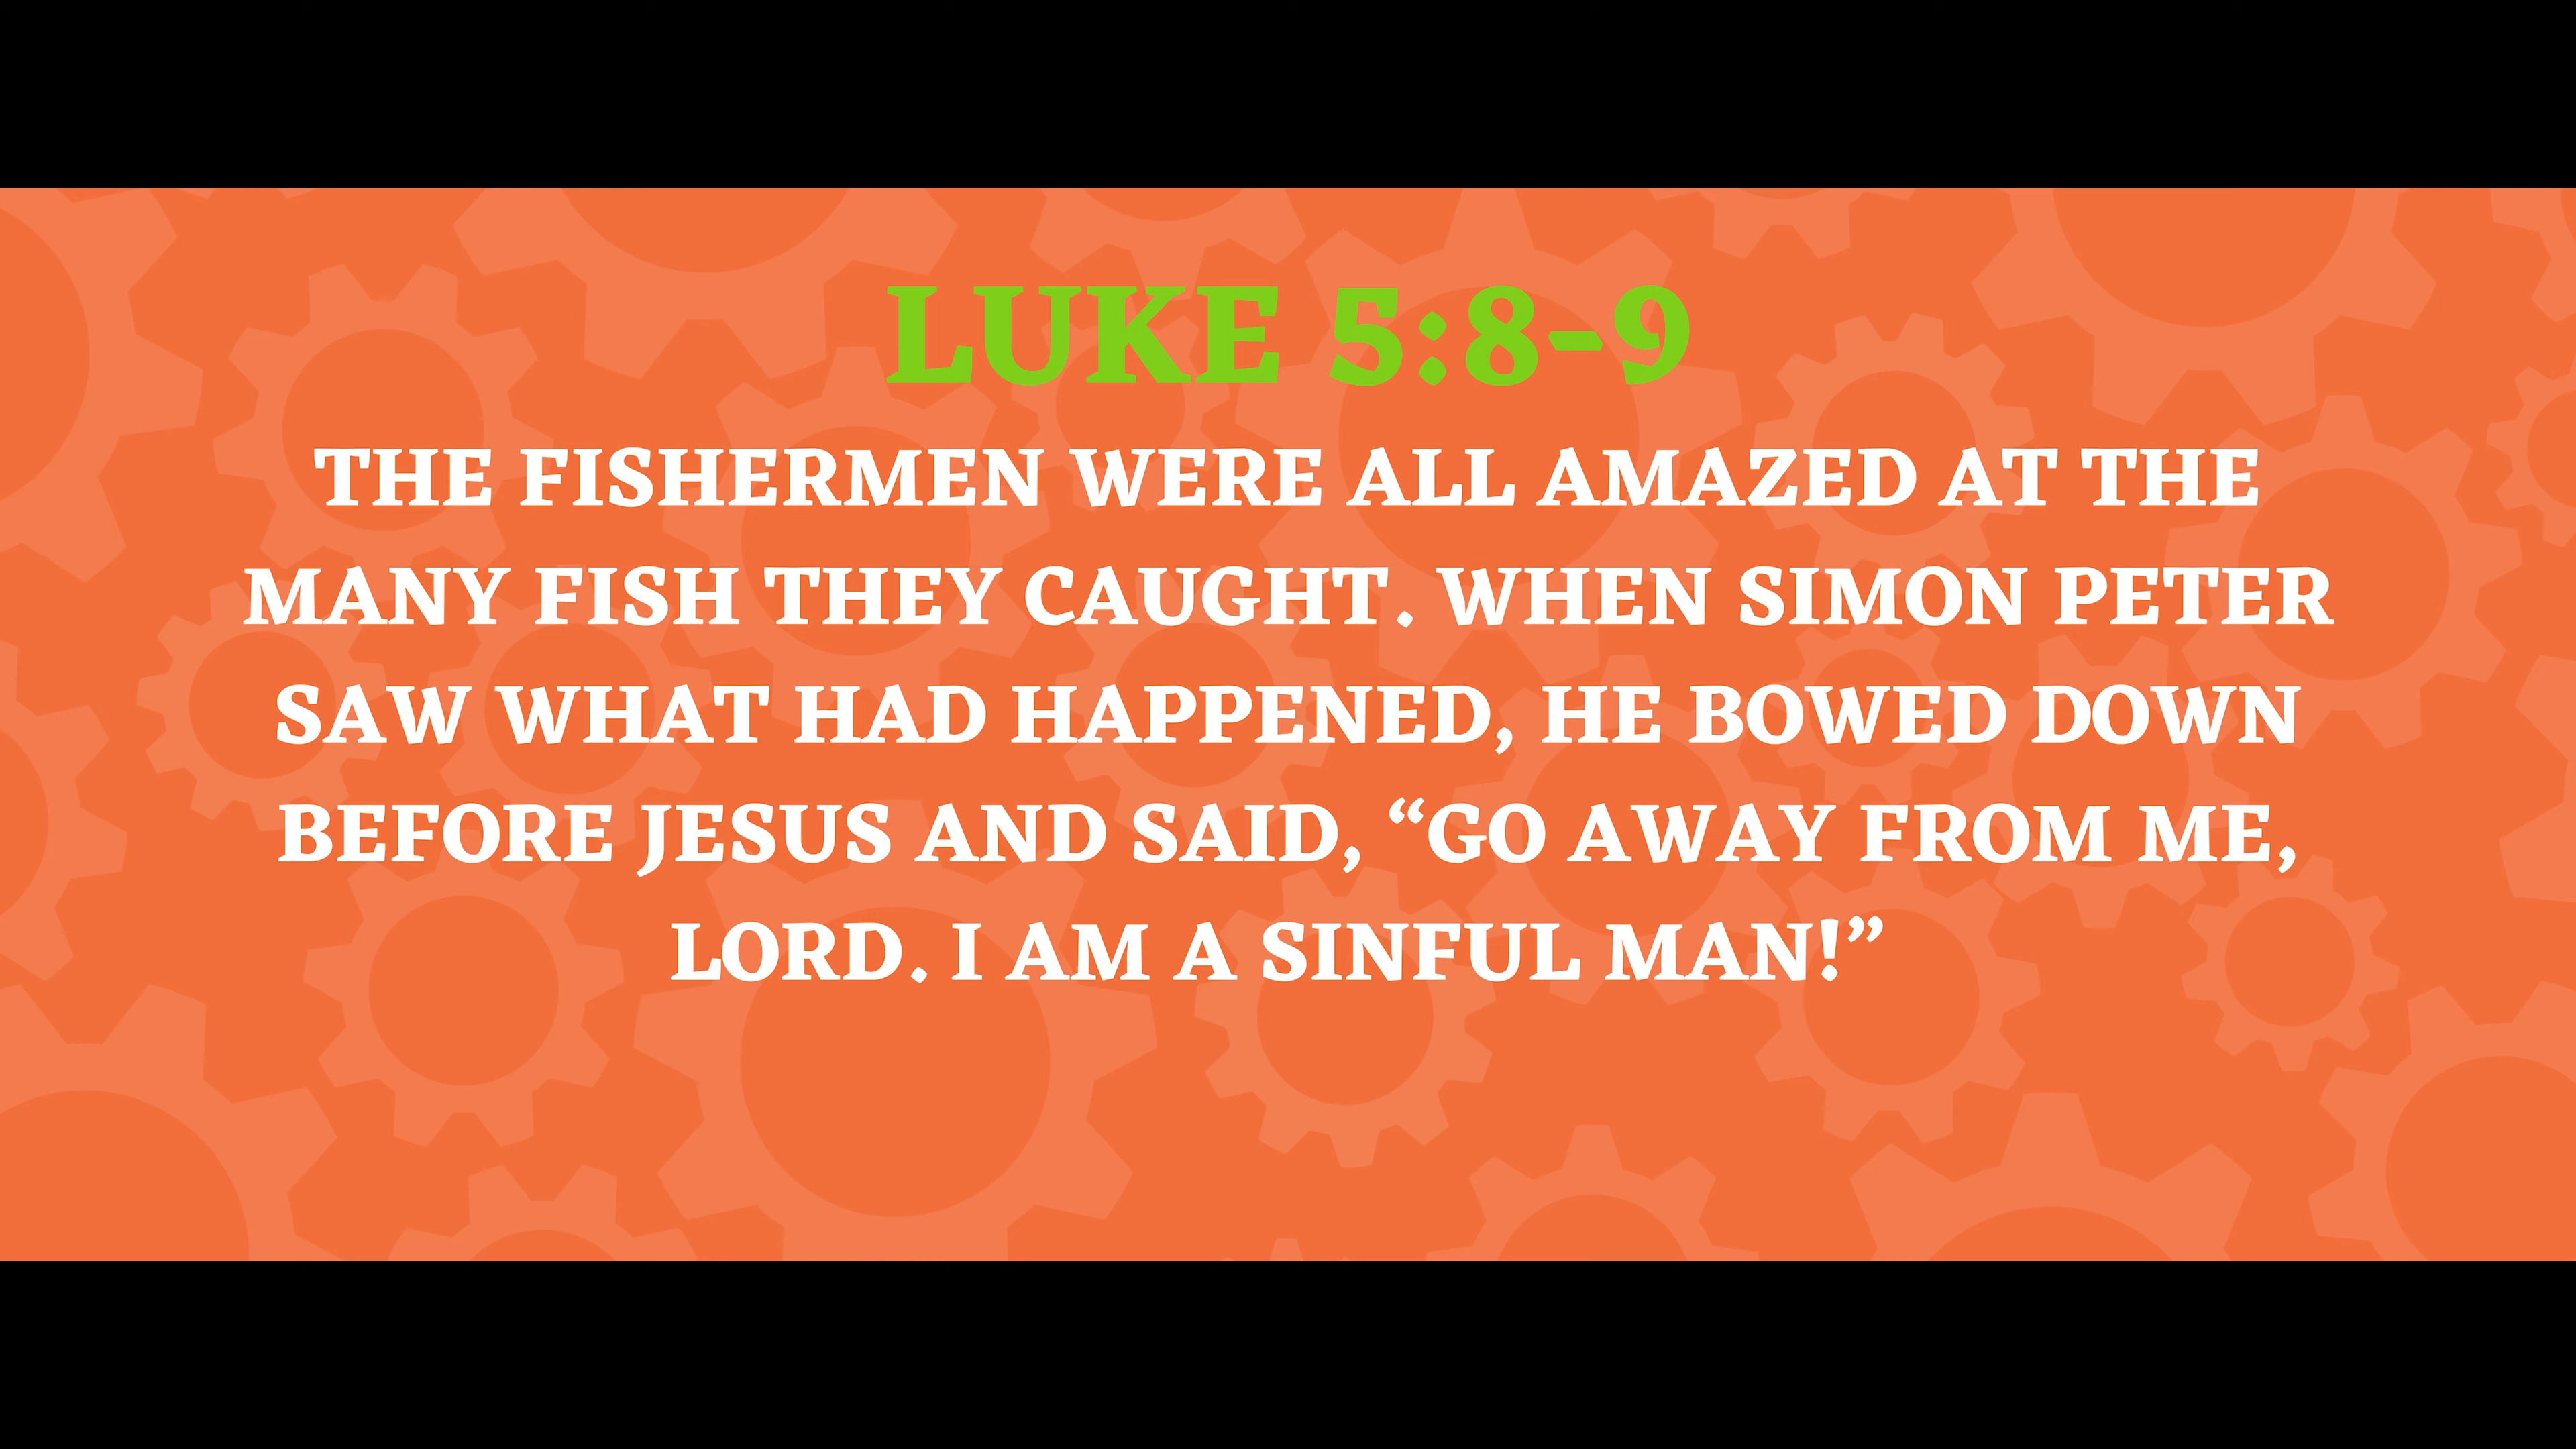 LUKE 5:8-9
THE FISHERMEN WERE ALL AMAZED AT THE
MANY FISH THEY CAUGHT. WHEN SIMON PETER
SAW WHAT HAD HAPPENED, HE BOWED DOWN
BEFORE JESUS AND SAID, “GO AWAY FROM ME,
LORD. I AM A SINFUL MAN!”